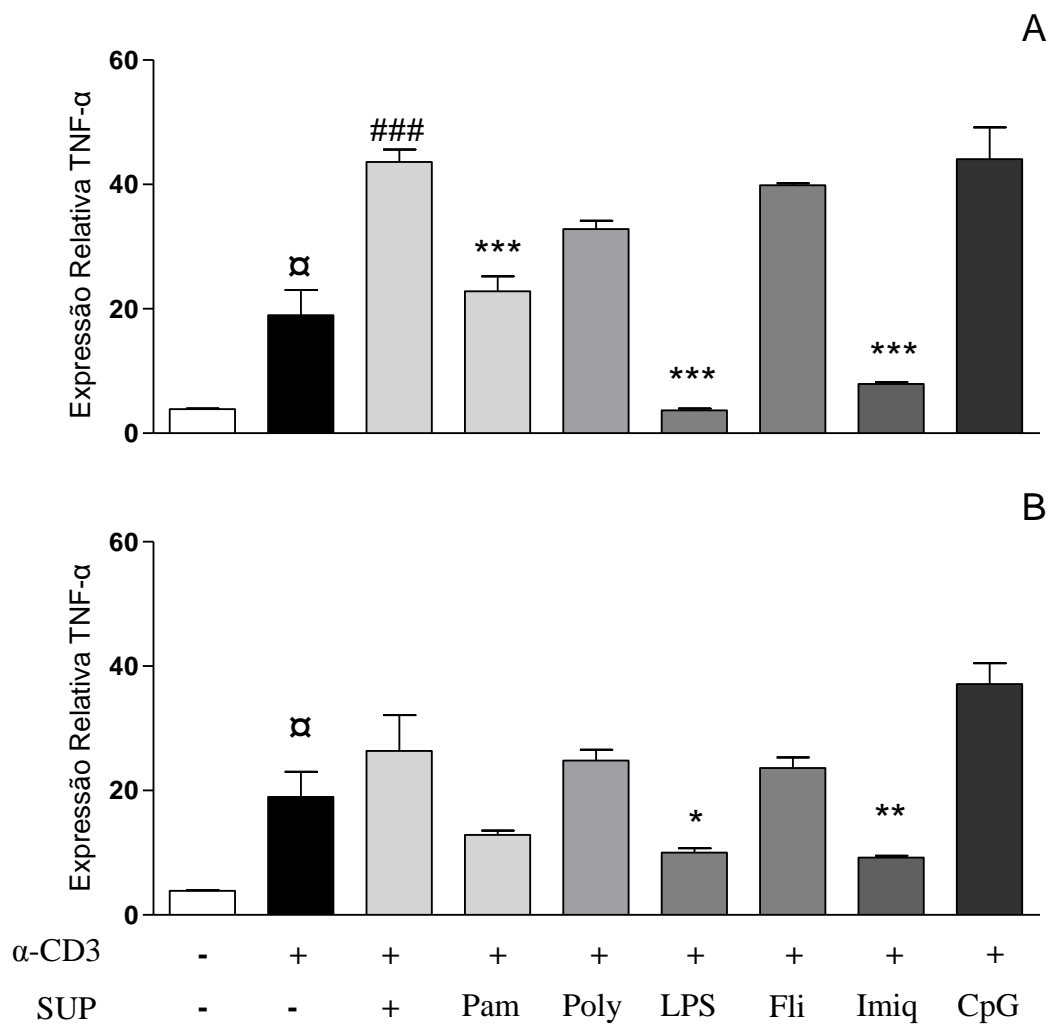 A
Expressão Relativa TNF-α
60
40
20
0
¤
###
***
***
***
B
Expressão Relativa TNF-α
60
40
20
0
¤
*
**
α-CD3 - + + + + + + + +
SUP - - + Pam Poly LPS Fli Imiq CpG